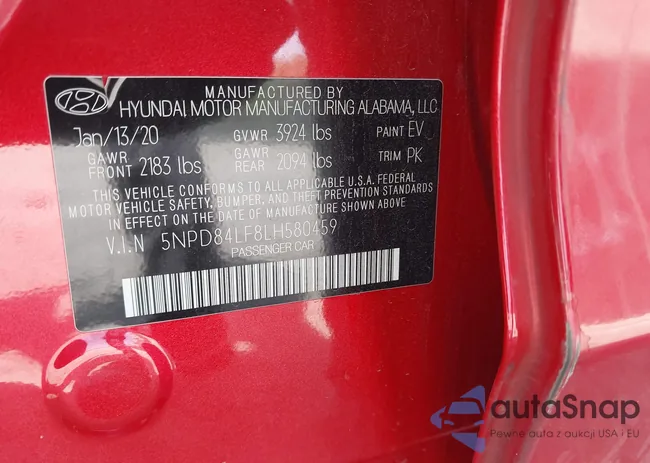 MANUFACTURED BY
HYUNDAI MOTOR MANUFACTURING ALABAMA, LLC
Jan/13/20 GVWR 3924 lbs PAINT EV
GAWR FRONT 2183 lbs GAWR REAR 2094 lbs TRIM PK
THIS VEHICLE CONFORMS TO ALL APPLICABLE U.S.A. FEDERAL
MOTOR VEHICLE SAFETY, BUMPER, AND THEFT PREVENTION STANDARDS
IN EFFECT ON THE DATE OF MANUFACTURE SHOWN ABOVE
V.I.N 5NPD84LF8LH580459
PASSENGER CAR
autoSnap
Pewne auta z aukcji USA i EU